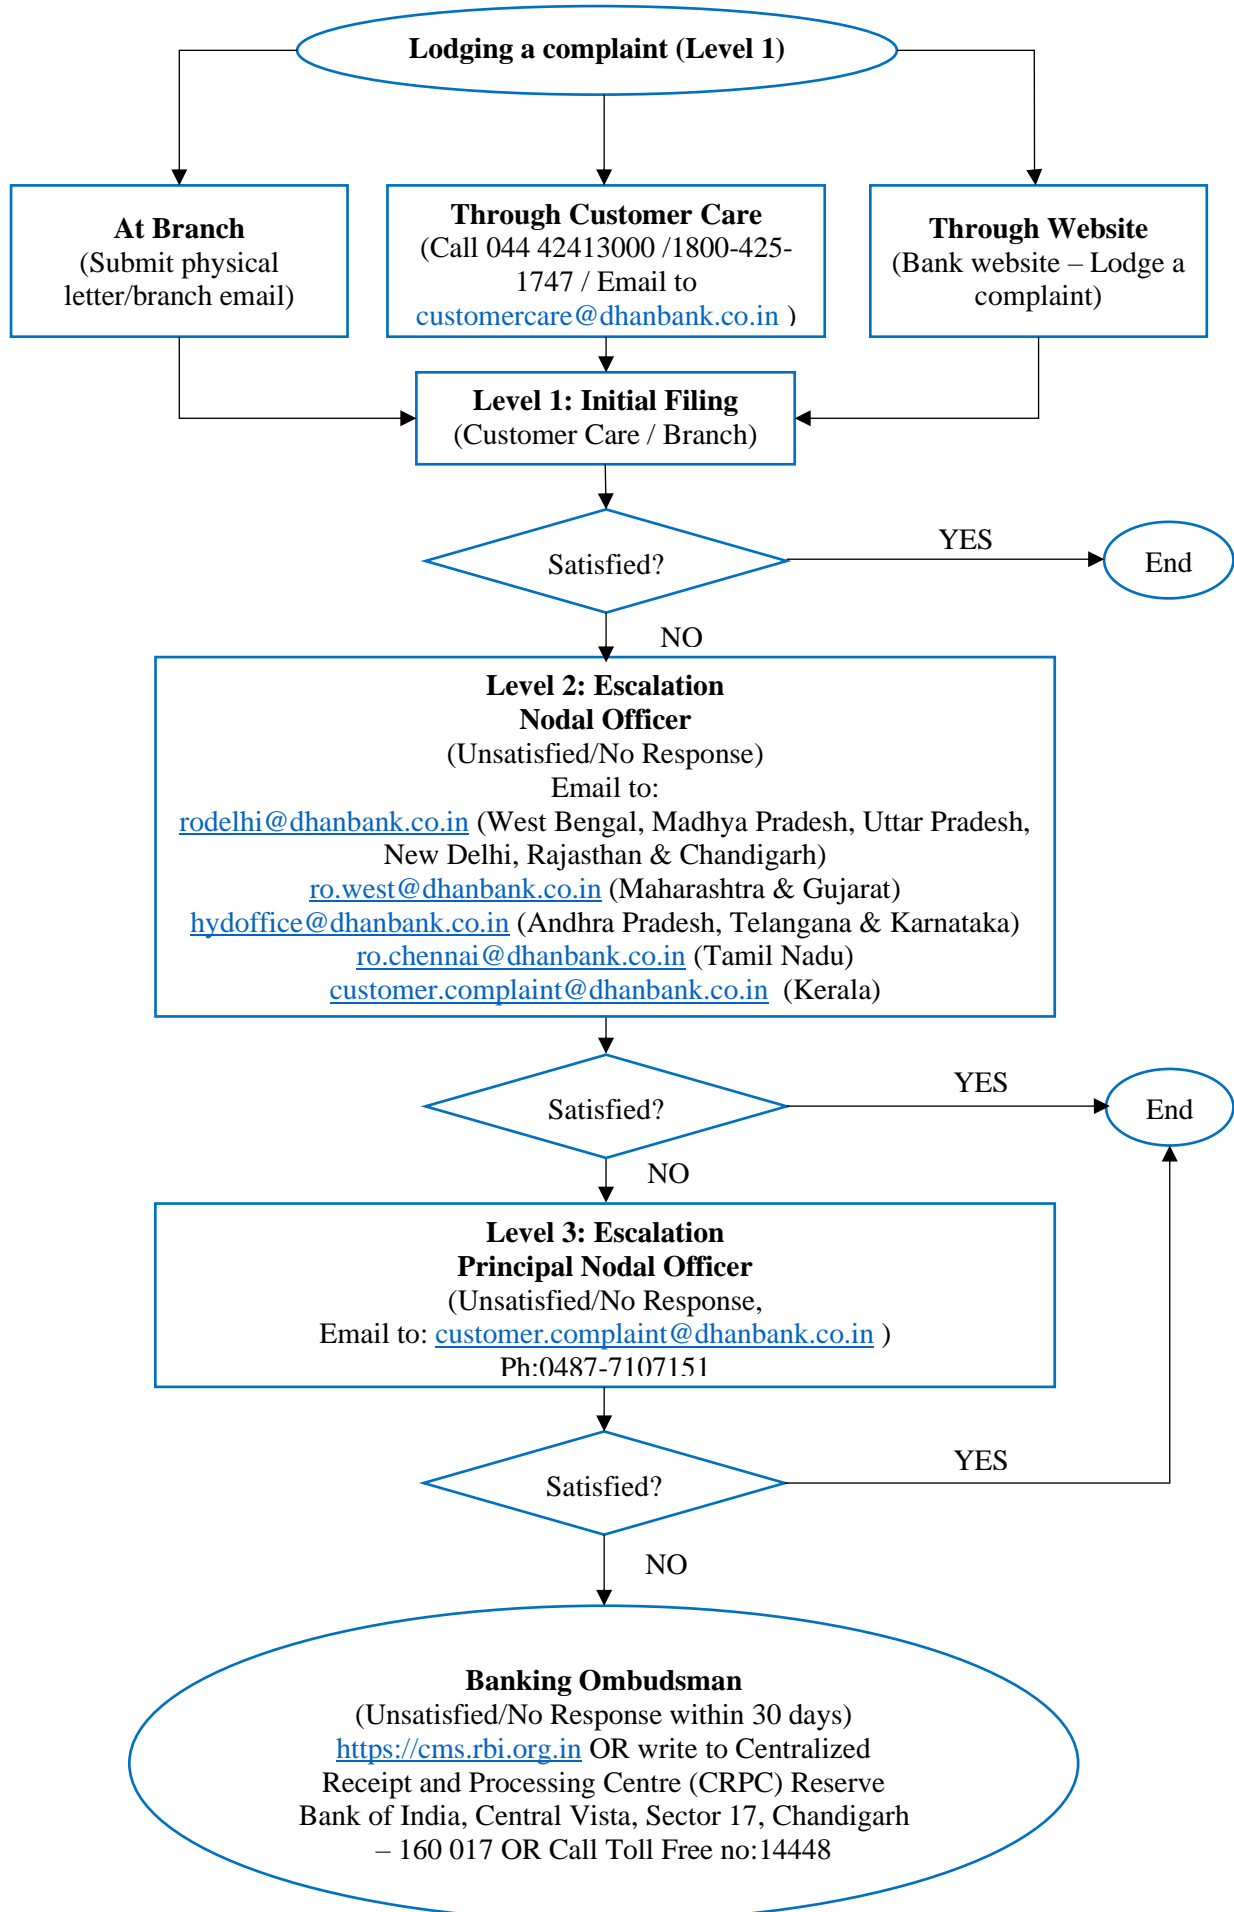 Lodging a complaint (Level 1)
At Branch
(Submit physical
letter/branch email)
Through Customer Care
(Call 044 42413000 /1800-425-
1747 / Email to
customercare@dhanbank.co.in )
Through Website
(Bank website – Lodge a
complaint)
Level 1: Initial Filing
(Customer Care / Branch)
Satisfied?
YES
End
NO
Level 2: Escalation
Nodal Officer
(Unsatisfied/No Response)
Email to:
rodelhi@dhanbank.co.in (West Bengal, Madhya Pradesh, Uttar Pradesh,
New Delhi, Rajasthan & Chandigarh)
ro.west@dhanbank.co.in (Maharashtra & Gujarat)
hydoffice@dhanbank.co.in (Andhra Pradesh, Telangana & Karnataka)
ro.chennai@dhanbank.co.in (Tamil Nadu)
customer.complaint@dhanbank.co.in (Kerala)
Satisfied?
YES
End
NO
Level 3: Escalation
Principal Nodal Officer
(Unsatisfied/No Response,
Email to: customer.complaint@dhanbank.co.in )
Ph:0487-7107151
Satisfied?
YES
NO
Banking Ombudsman
(Unsatisfied/No Response within 30 days)
https://cms.rbi.org.in OR write to Centralized
Receipt and Processing Centre (CRPC) Reserve
Bank of India, Central Vista, Sector 17, Chandigarh
– 160 017 OR Call Toll Free no:14448